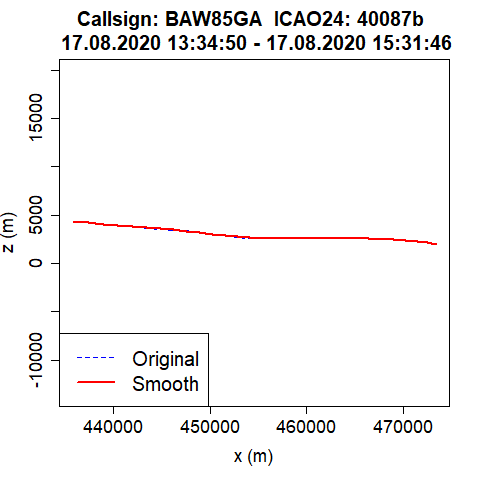 Callsign: BAW85GA  ICAO24: 40087b
17.08.2020 13:34:50 - 17.08.2020 15:31:46
15000
5000
0
-10000
z (m)
Original
Smooth
440000 450000 460000 470000
x (m)